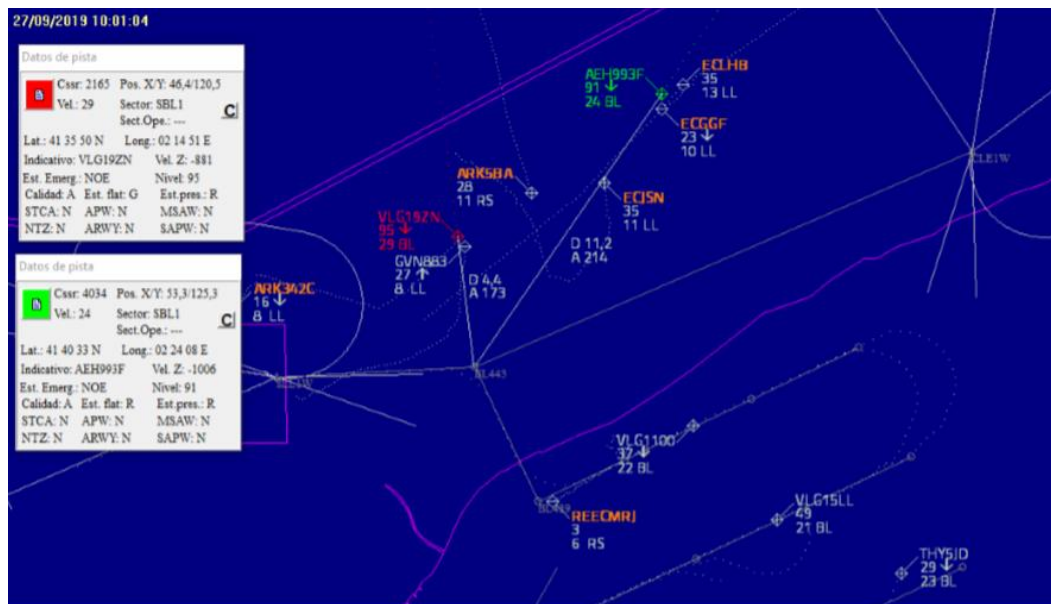 27/09/2019 10:01:04
Datos de pista
Cssr: 2165 Pos. X/Y: 46,4/120,5
Vel.: 29 Sector: SBL1
Sect.Ope.: ---
C
Lat.: 41 35 50 N Long.: 02 14 51 E
Indicativo: VLG19ZN Vel. Z: -881
Est. Emerg.: NOE Nivel: 95
Calidad: A Est. flat: G Est.pres.: R
STCA: N APW: N MSAW: N
NTZ: N ARWY: N SAPW: N
Datos de pista
Cssr: 4034 Pos. X/Y: 53,3/125,3
Vel.: 24 Sector: SBL1
Sect.Ope.: ---
C
Lat.: 41 40 33 N Long.: 02 24 08 E
Indicativo: AEH993F Vel. Z: -1006
Est. Emerg.: NOE Nivel: 91
Calidad: A Est. flat: R Est.pres.: R
STCA: N APW: N MSAW: N
NTZ: N ARWY: N SAPW: N
AEH993F
91 ↓
24 BL
ECLHB
35
13 LL
ECGGF
23 ↓
10 LL
ARK5BA
28
11 RS
ECJSN
35
11 LL
VLG19ZN
95 ↓
29 BL
GVN883
27 ↑
8 LL
D 11,2
A 214
D 4,4
A 173
ARK342C
16 ↓
8 LL
CLE1W
BL445
VLG1100
37 ↓
22 BL
REECMRJ
3
6 RS
VLG15LL
49
21 BL
THY5JD
29 ↓
23 BL